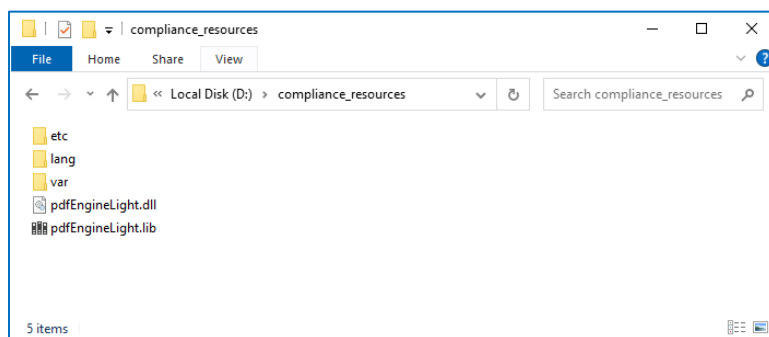 compliance_resources
File Home Share View
« Local Disk (D:) › compliance_resources Search compliance_resources
etc
lang
var
pdfEngineLight.dll
pdfEngineLight.lib
5 items